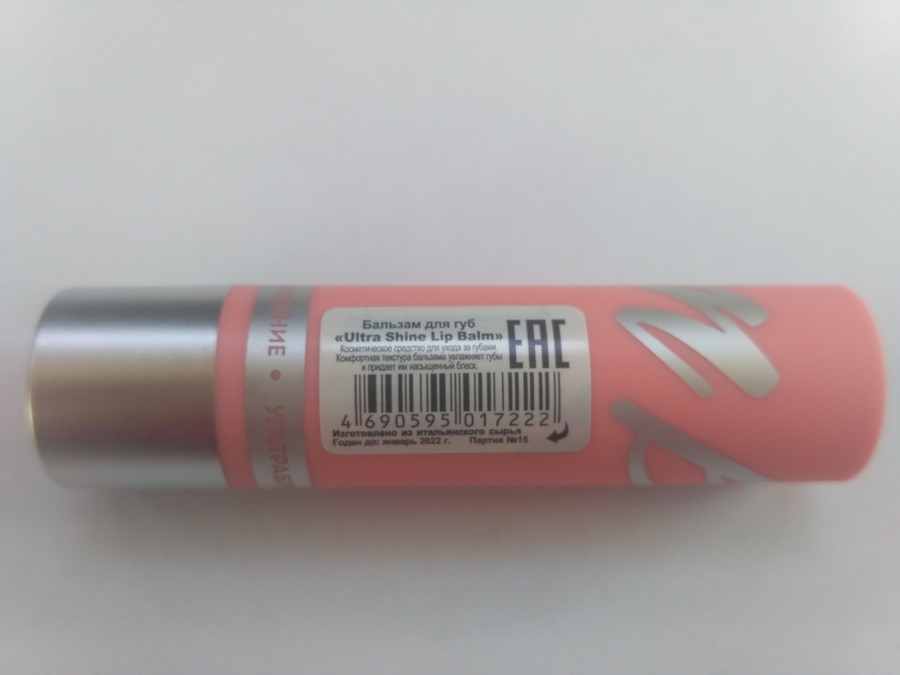 Бальзам для губ
«Ultra Shine Lip Balm»
Косметическое средство для ухода за губами.
Комфортная текстура бальзама увлажняет губы
и придает им насыщенный блеск.
EAC
4 690595 017222
Изготовлено из итальянского сырья
Годен до: январь 2022 г. Партия №15